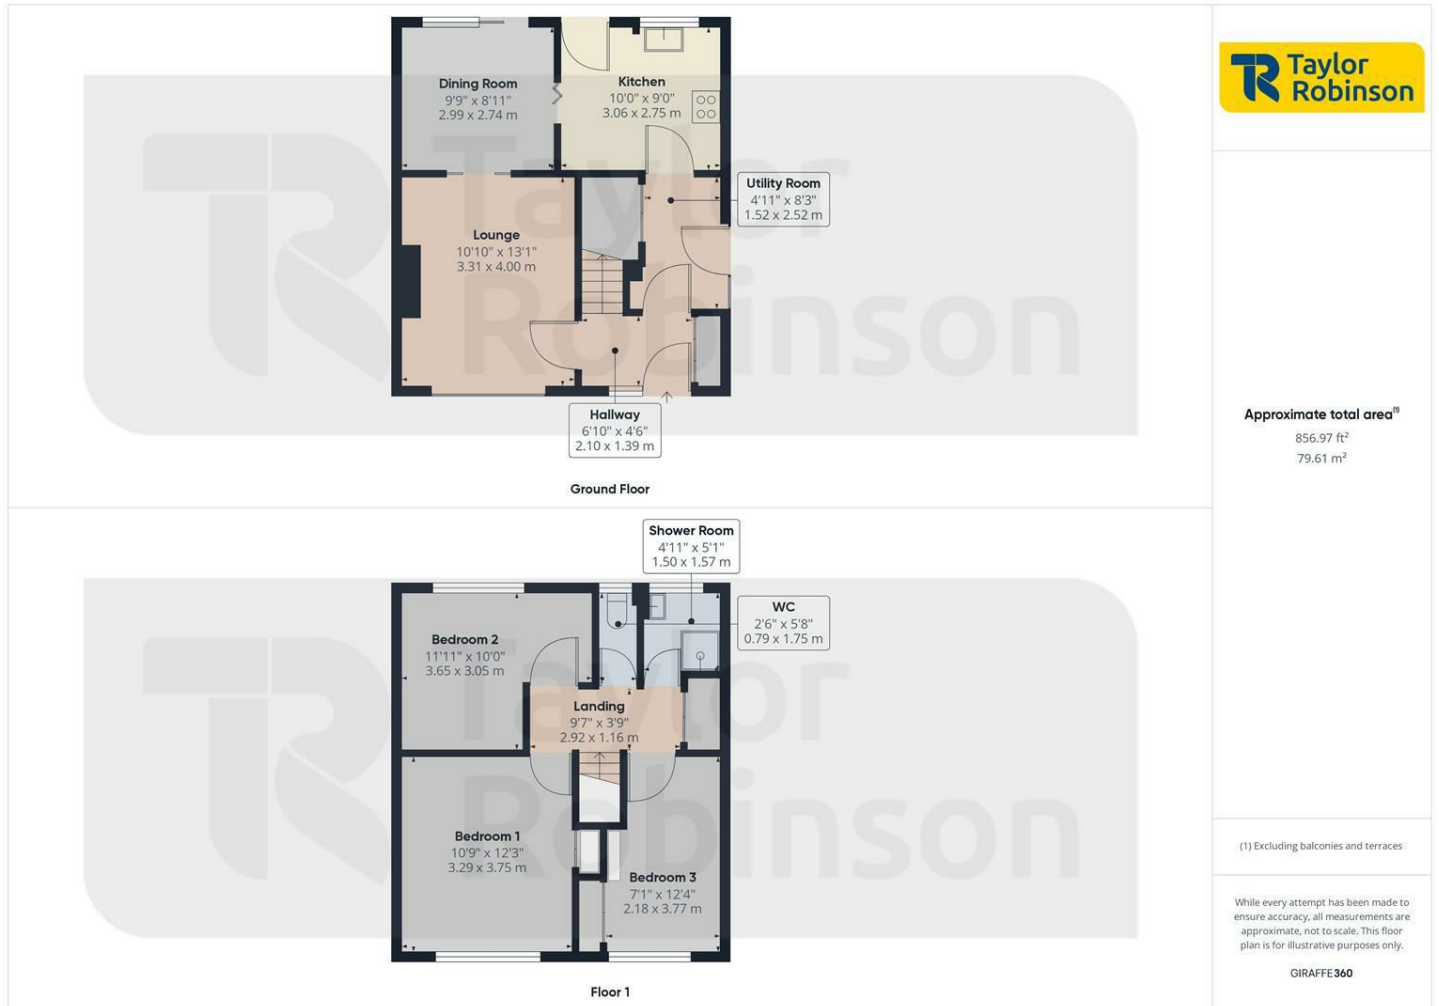 Dining Room
9'9" x 8'11"
2.99 x 2.74 m
Kitchen
10'0" x 9'0"
3.06 x 2.75 m
Utility Room
4'11" x 8'3"
1.52 x 2.52 m
Lounge
10'10" x 13'1"
3.31 x 4.00 m
Hallway
6'10" x 4'6"
2.10 x 1.39 m
Ground Floor
Taylor
Robinson
Shower Room
4'11" x 5'1"
1.50 x 1.57 m
WC
2'6" x 5'8"
0.79 x 1.75 m
Bedroom 2
11'11" x 10'0"
3.65 x 3.05 m
Landing
9'7" x 3'9"
2.92 x 1.16 m
Bedroom 1
10'9" x 12'3"
3.29 x 3.75 m
Bedroom 3
7'1" x 12'4"
2.18 x 3.77 m
Floor 1
Taylor
Robinson
TR Taylor
Robinson
Approximate total area⁽¹⁾
856.97 ft²
79.61 m²
(1) Excluding balconies and terraces
While every attempt has been made to
ensure accuracy, all measurements are
approximate, not to scale. This floor
plan is for illustrative purposes only.
GIRAFFE360